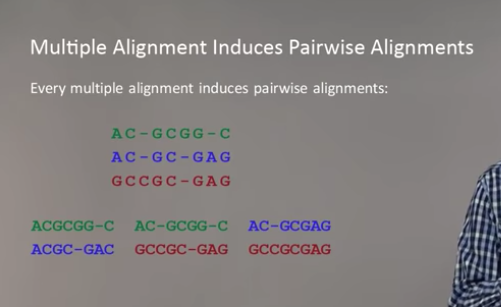 Multiple Alignment Induces Pairwise Alignments
Every multiple alignment induces pairwise alignments:
AC-GCGG-C
AC-GC-GAG
GCCGC-GAG
ACGCGG-C AC-GCGG-C AC-GCGAG
ACGC-GAC GCCGC-GAG GCCGCGAG